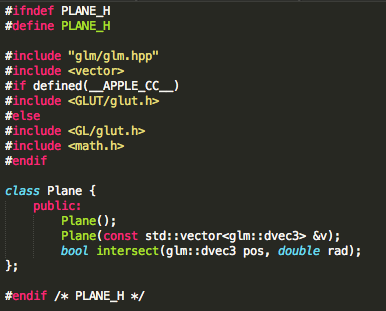 #ifndef PLANE_H
#define PLANE_H

#include "glm/glm.hpp"
#include <vector>
#if defined(__APPLE_CC__)
#include <GLUT/glut.h>
#else
#include <GL/glut.h>
#include <math.h>
#endif

class Plane {
    public:
        Plane();
        Plane(const std::vector<glm::dvec3> &v);
        bool intersect(glm::dvec3 pos, double rad);
};

#endif /* PLANE_H */